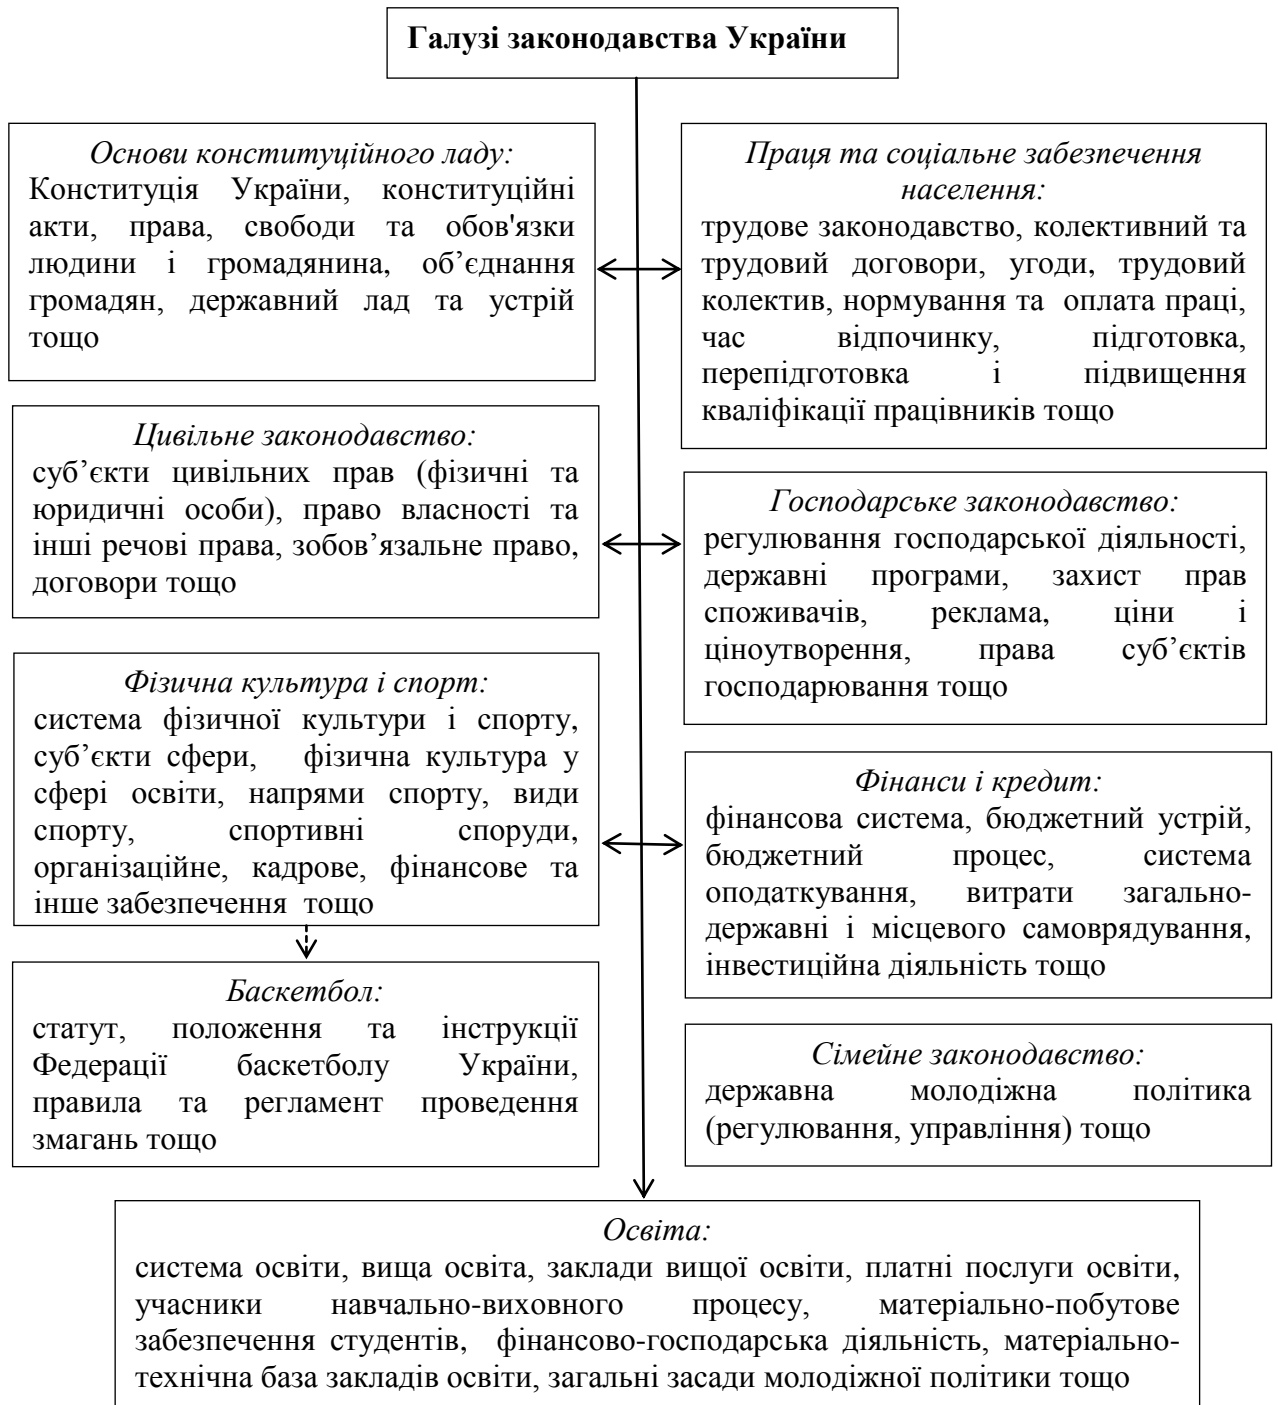 Галузі законодавства України
Основи конституційного ладу:
Конституція України, конституційні
акти, права, свободи та обов'язки
людини і громадянина, об’єднання
громадян, державний лад та устрій
тощо
Праця та соціальне забезпечення
населення:
трудове законодавство, колективний та
трудовий договори, угоди, трудовий
колектив, нормування та оплата праці,
час відпочинку, підготовка,
перепідготовка і підвищення
кваліфікації працівників тощо
Цивільне законодавство:
суб’єкти цивільних прав (фізичні та
юридичні особи), право власності та
інші речові права, зобов’язальне право,
договори тощо
Господарське законодавство:
регулювання господарської діяльності,
державні програми, захист прав
споживачів, реклама, ціни і
ціноутворення, права суб’єктів
господарювання тощо
Фізична культура і спорт:
система фізичної культури і спорту,
суб’єкти сфери, фізична культура у
сфері освіти, напрями спорту, види
спорту, спортивні споруди,
організаційне, кадрове, фінансове та
інше забезпечення тощо
Фінанси і кредит:
фінансова система, бюджетний устрій,
бюджетний процес, система
оподаткування, витрати загально-
державні і місцевого самоврядування,
інвестиційна діяльність тощо
Баскетбол:
статут, положення та інструкції
Федерації баскетболу України,
правила та регламент проведення
змагань тощо
Сімейне законодавство:
державна молодіжна політика
(регулювання, управління) тощо
Освіта:
система освіти, вища освіта, заклади вищої освіти, платні послуги освіти,
учасники навчально-виховного процесу, матеріально-побутове
забезпечення студентів, фінансово-господарська діяльність, матеріально-
технічна база закладів освіти, загальні засади молодіжної політики тощо